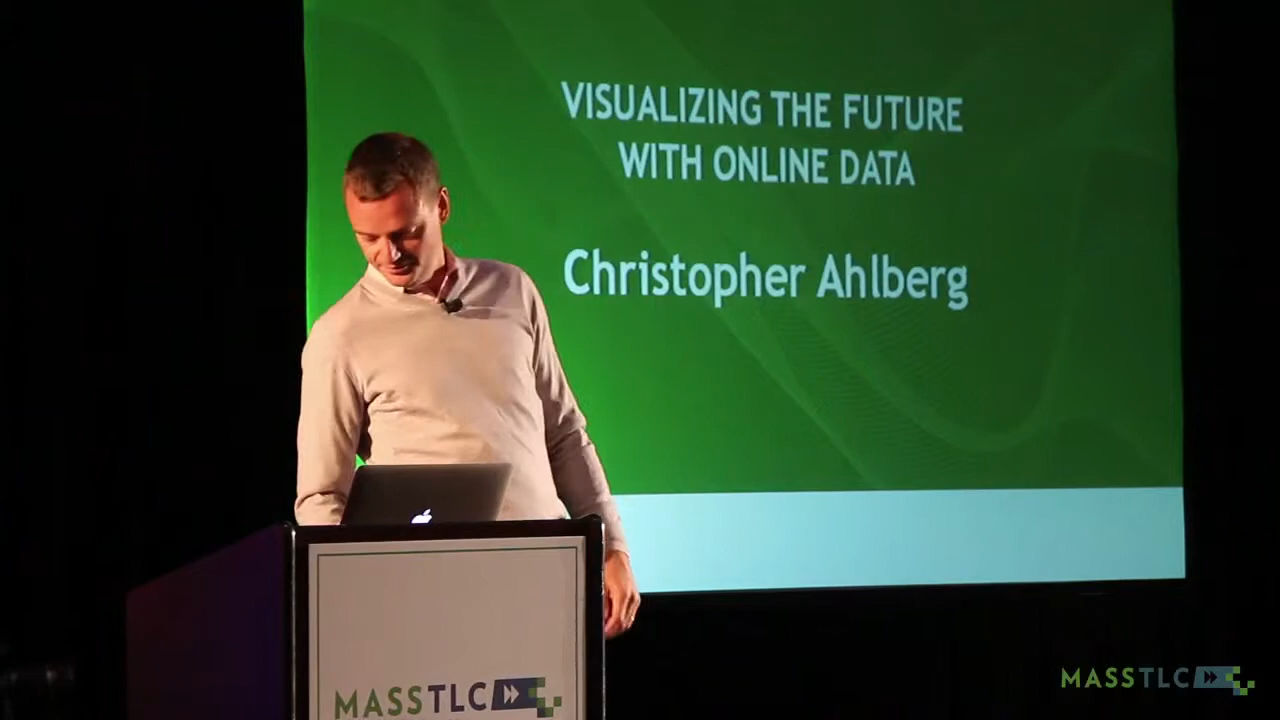 VISUALIZING THE FUTURE
WITH ONLINE DATA
Christopher Ahlberg
MASSTLC
MASSTLC